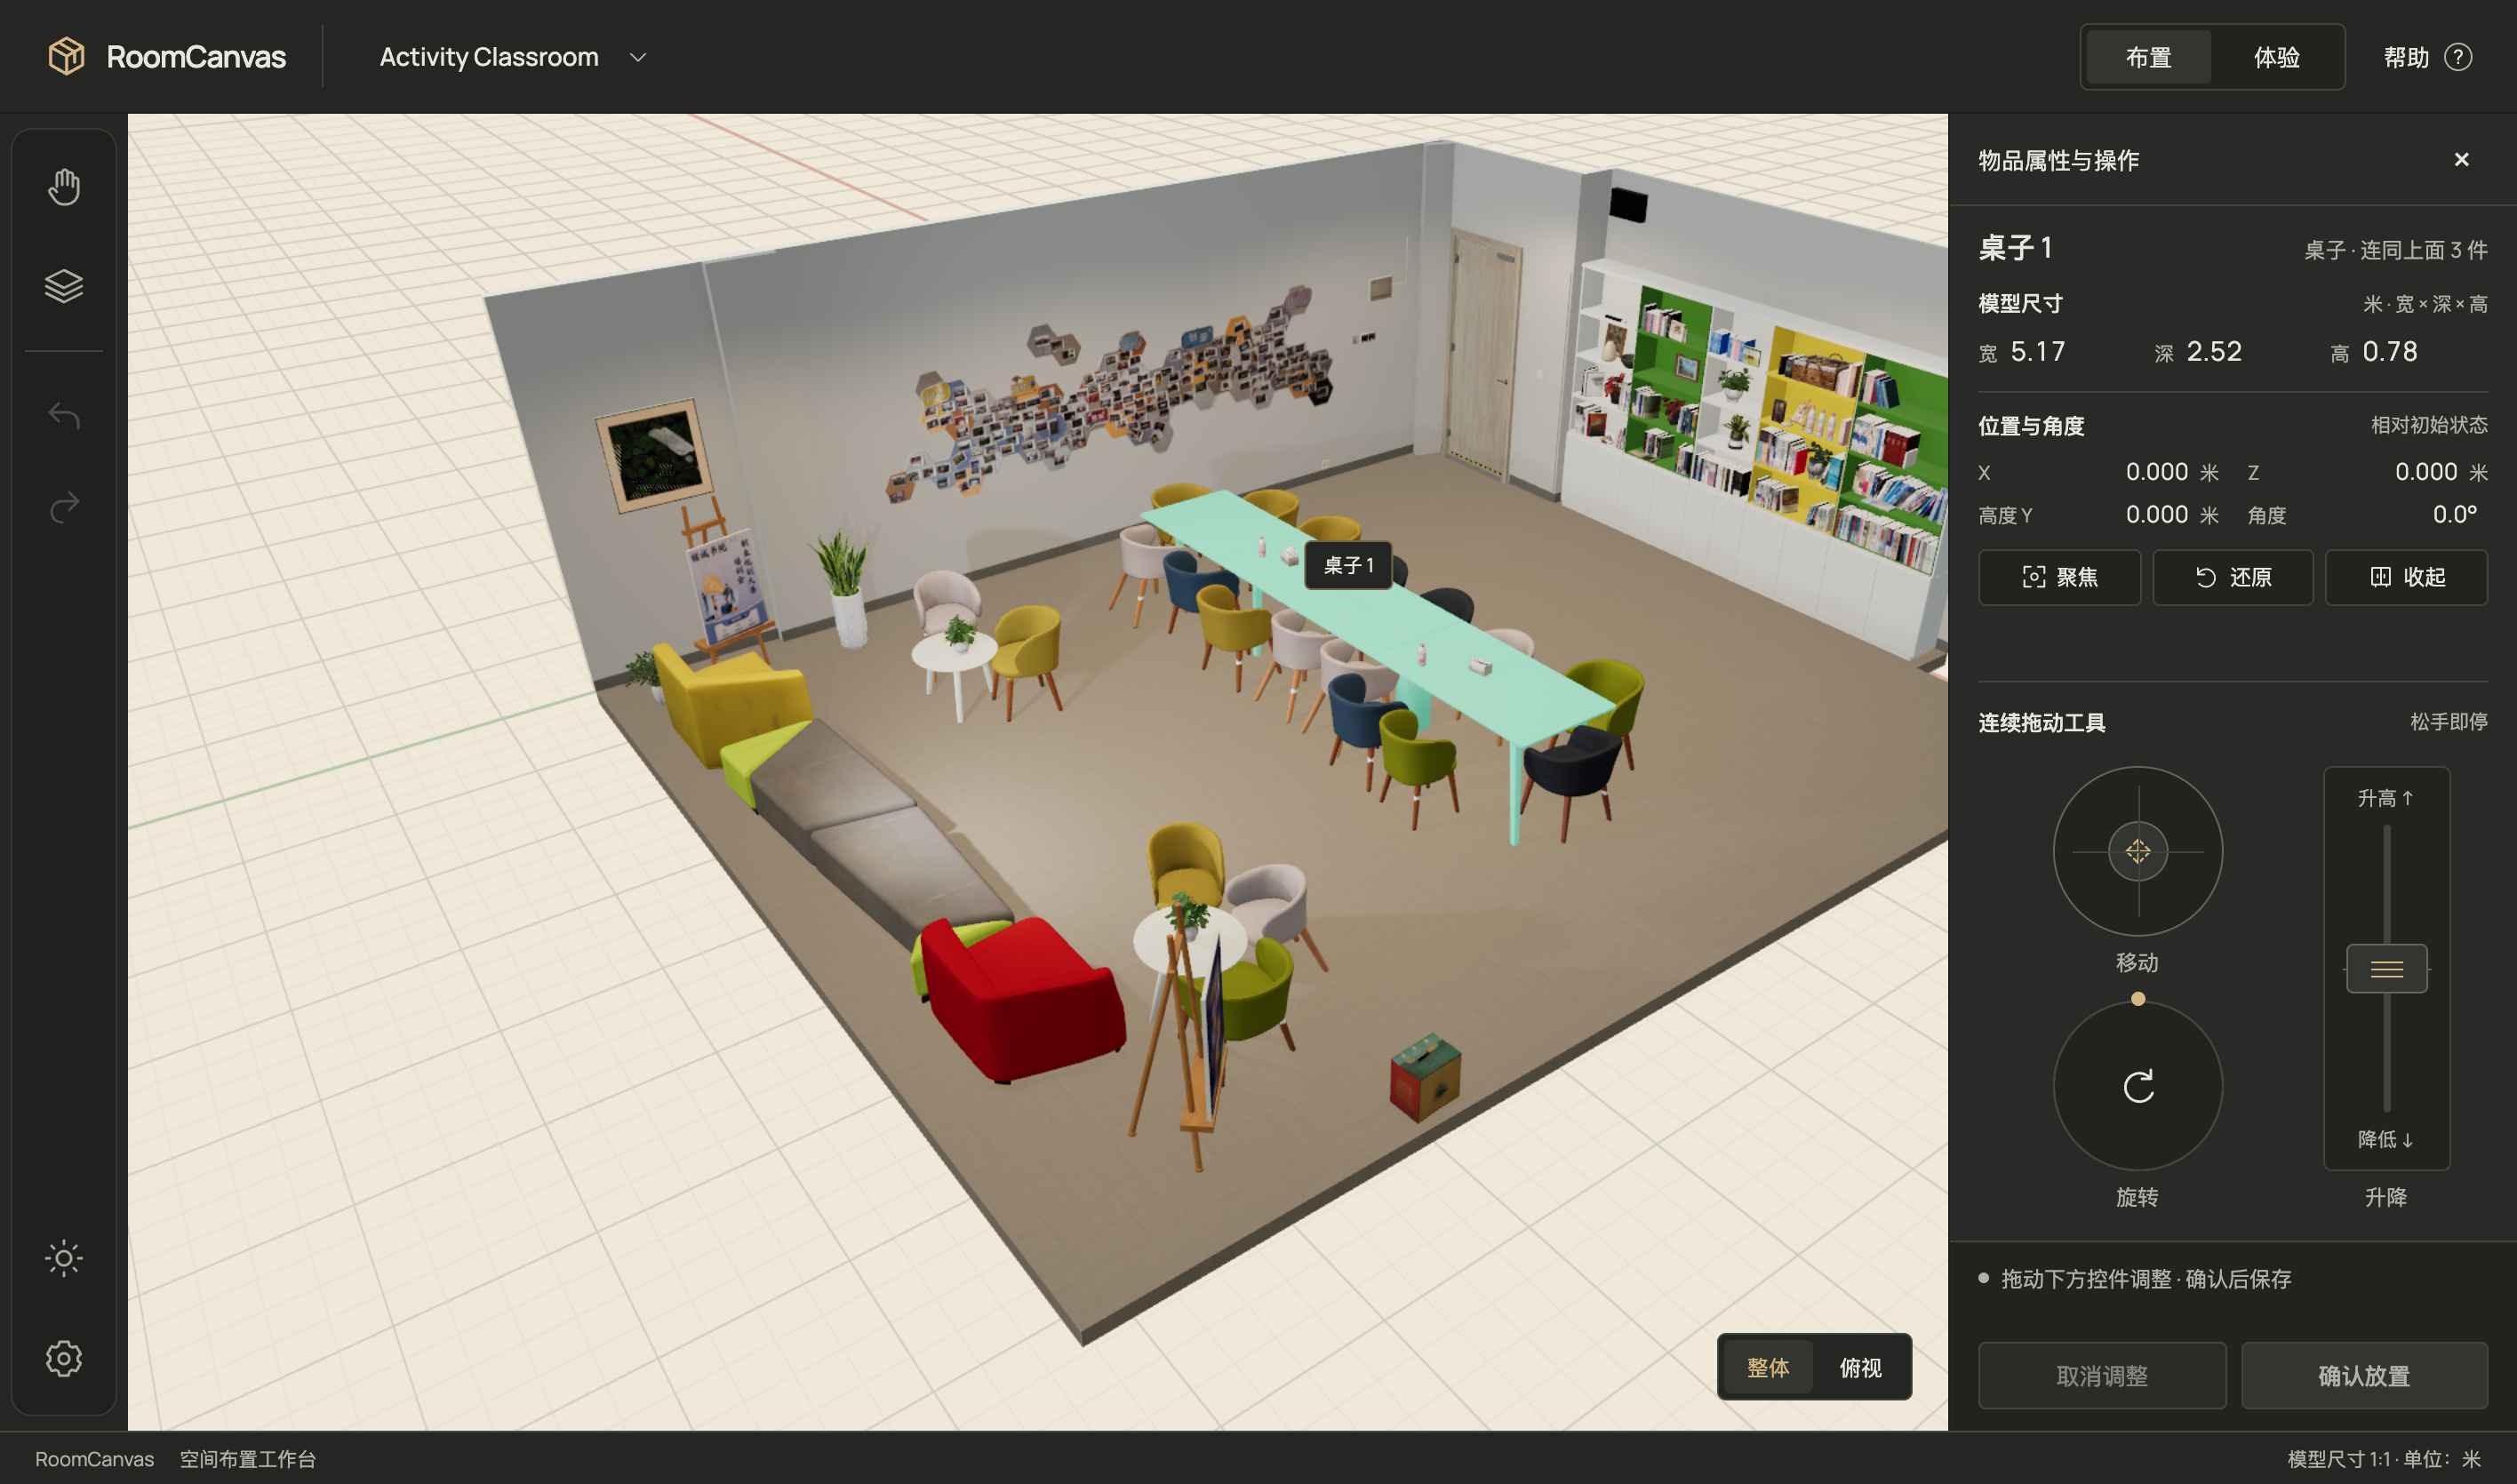 RoomCanvas
Activity Classroom
布置
体验
帮助 ?
物品属性与操作
桌子 1
桌子 · 连同上面 3 件
模型尺寸
米 · 宽 × 深 × 高
宽 5.17
深 2.52
高 0.78
位置与角度
相对初始状态
X 0.000 米
Z 0.000 米
高度 Y 0.000 米
角度 0.0°
聚焦
还原
收起
桌子 1
连续拖动工具
松手即停
升高 ↑
移动
降低 ↓
旋转
升降
拖动下方控件调整 · 确认后保存
整体
俯视
取消调整
确认放置
RoomCanvas
空间布置工作台
模型尺寸 1:1 · 单位：米